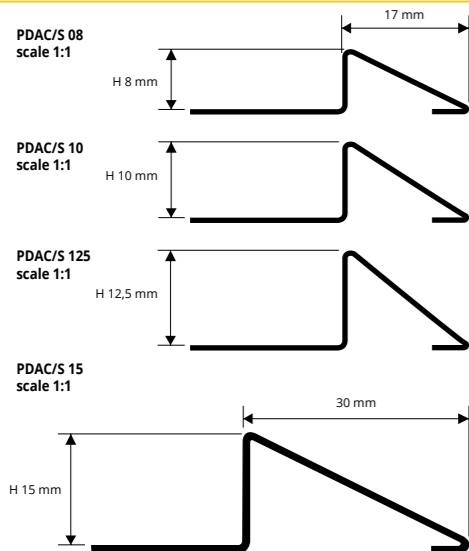 17 mm
PDAC/S 08
scale 1:1
H 8 mm
PDAC/S 10
scale 1:1
H 10 mm
PDAC/S 125
scale 1:1
H 12,5 mm
PDAC/S 15
scale 1:1
30 mm
H 15 mm